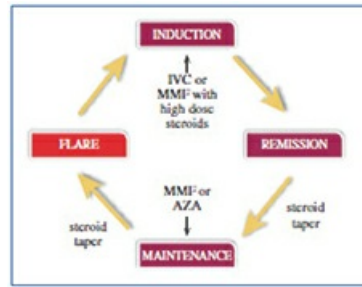 INDUCTION
IVC or
MMF with
high dose
steroids
FLARE
REMISSION
MMF or
AZA
steroid
taper
steroid
taper
MAINTENANCE